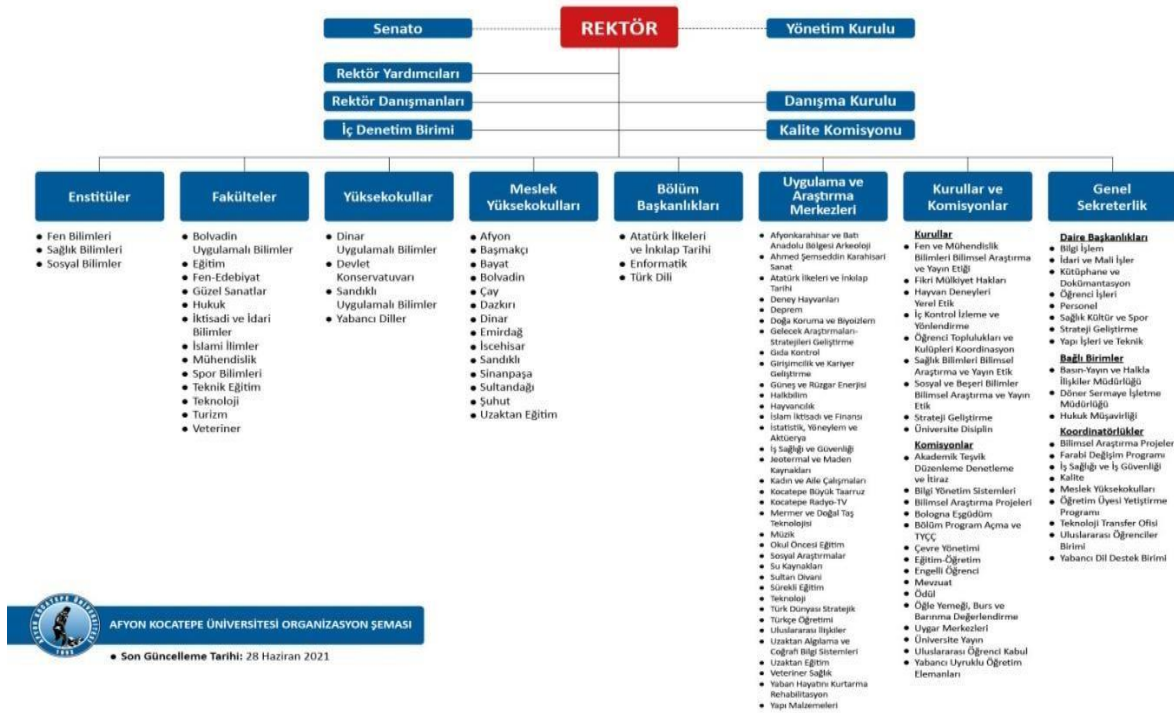 Senato
REKTÖR
Yönetim Kurulu
Rektör Yardımcıları
Rektör Danışmanları
Danışma Kurulu
İç Denetim Birimi
Kalite Komisyonu
Enstitüler
• Fen Bilimleri
• Sağlık Bilimleri
• Sosyal Bilimler
Fakülteler
• Bolvadin
Uygulamalı Bilimler
• Eğitim
• Fen-Edebiyat
• Güzel Sanatlar
• Hukuk
• İktisadi ve İdari
Bilimler
• İslami İlimler
• Mühendislik
• Spor Bilimleri
• Teknik Eğitim
• Teknoloji
• Turizm
• Veteriner
Yüksekokullar
• Dinar
Uygulamalı Bilimler
• Devlet
Konservatuvarı
• Sandıklı
Uygulamalı Bilimler
• Yabancı Diller
Meslek
Yüksekokulları
• Afyon
• Başmakçı
• Bayat
• Bolvadin
• Çay
• Dazkırı
• Dinar
• Emirdağ
• İscehisar
• Sandıklı
• Sinanpaşa
• Sultandağı
• Şuhut
• Uzaktan Eğitim
Bölüm
Başkanlıkları
• Atatürk İlkeleri
ve İnkılap Tarihi
• Enformatik
• Türk Dili
Uygulama ve
Araştırma
Merkezleri
• Afyonkarahisar ve Batı
Anadolu Bölgesi Arkeoloji
• Ahmed Şemseddin Karahisari
Sanat
• Atatürk İlkeleri ve İnkılap
Tarihi
• Deney Hayvanları
• Deprem
• Doğa Koruma ve Biyoizlem
• Gelecek Araştırmaları-
Stratejileri Geliştirme
• Gıda Kontrol
• Girişimcilik ve Kariyer
Geliştirme
• Güneş ve Rüzgar Enerjisi
• Halkbilim
• Hayvancılık
• İslam İktisadı ve Finansı
• İstatistik, Yöneylem ve
Aktüerya
• İş Sağlığı ve Güvenliği
• Jeotermal ve Maden
Kaynakları
• Kadın ve Aile Çalışmaları
• Kocatepe Büyük Taarruz
• Kocatepe Radyo-TV
• Mermer ve Doğal Taş
Teknolojisi
• Müzik
• Okul Öncesi Eğitim
• Sosyal Araştırmalar
• Su Kaynakları
• Sultan Divani
• Sürekli Eğitim
• Teknoloji
• Türk Dünyası Stratejik
• Türkçe Öğretimi
• Uluslararası İlişkiler
• Uzaktan Algılama ve
Coğrafi Bilgi Sistemleri
• Uzaktan Eğitim
• Veteriner Sağlık
• Yaban Hayatını Kurtarma
Rehabilitasyon
• Yapı Malzemeleri
Kurullar ve
Komisyonlar
Kurullar
• Fen ve Mühendislik
Bilimleri Bilimsel Araştırma
ve Yayın Etiği
• Fikri Mülkiyet Hakları
• Hayvan Deneyleri
Yerel Etik
• İç Kontrol İzleme ve
Yönlendirme
• Öğrenci Toplulukları ve
Kulüpleri Koordinasyon
• Sağlık Bilimleri Bilimsel
Araştırma ve Yayın Etik
• Sosyal ve Beşeri Bilimler
Bilimsel Araştırma ve Yayın
Etik
• Strateji Geliştirme
• Üniversite Disiplin
Komisyonlar
• Akademik Teşvik
Düzenleme Denetleme
ve İtiraz
• Bilgi Yönetim Sistemleri
• Bilimsel Araştırma Projeleri
• Bologna Eşgüdüm
• Bölüm Program Açma ve
TYÇÇ
• Çevre Yönetimi
• Eğitim-Öğretim
• Engelli Öğrenci
• Mevzuat
• Ödül
• Öğle Yemeği, Burs ve
Barınma Değerlendirme
• Uygar Merkezleri
• Üniversite Yayın
• Uluslararası Öğrenci Kabul
• Yabancı Uyruklu Öğretim
Elemanları
Genel
Sekreterlik
Daire Başkanlıkları
• Bilgi İşlem
• İdari ve Mali İşler
• Kütüphane ve
Dokümantasyon
• Öğrenci İşleri
• Personel
• Sağlık Kültür ve Spor
• Strateji Geliştirme
• Yapı İşleri ve Teknik
Bağlı Birimler
• Basın-Yayın ve Halkla
İlişkiler Müdürlüğü
• Döner Sermaye İşletme
Müdürlüğü
• Hukuk Müşavirliği
Koordinatörlükler
• Bilimsel Araştırma Projeler
• Farabi Değişim Programı
• İş Sağlığı ve İş Güvenliği
• Kalite
• Meslek Yüksekokulları
• Öğretim Üyesi Yetiştirme
Programı
• Teknoloji Transfer Ofisi
• Uluslararası Öğrenciler
Birimi
• Yabancı Dil Destek Birimi
AFYON KOCATEPE ÜNİVERSİTESİ
1992
AFYON KOCATEPE ÜNİVERSİTESİ ORGANİZASYON ŞEMASI
• Son Güncelleme Tarihi: 28 Haziran 2021